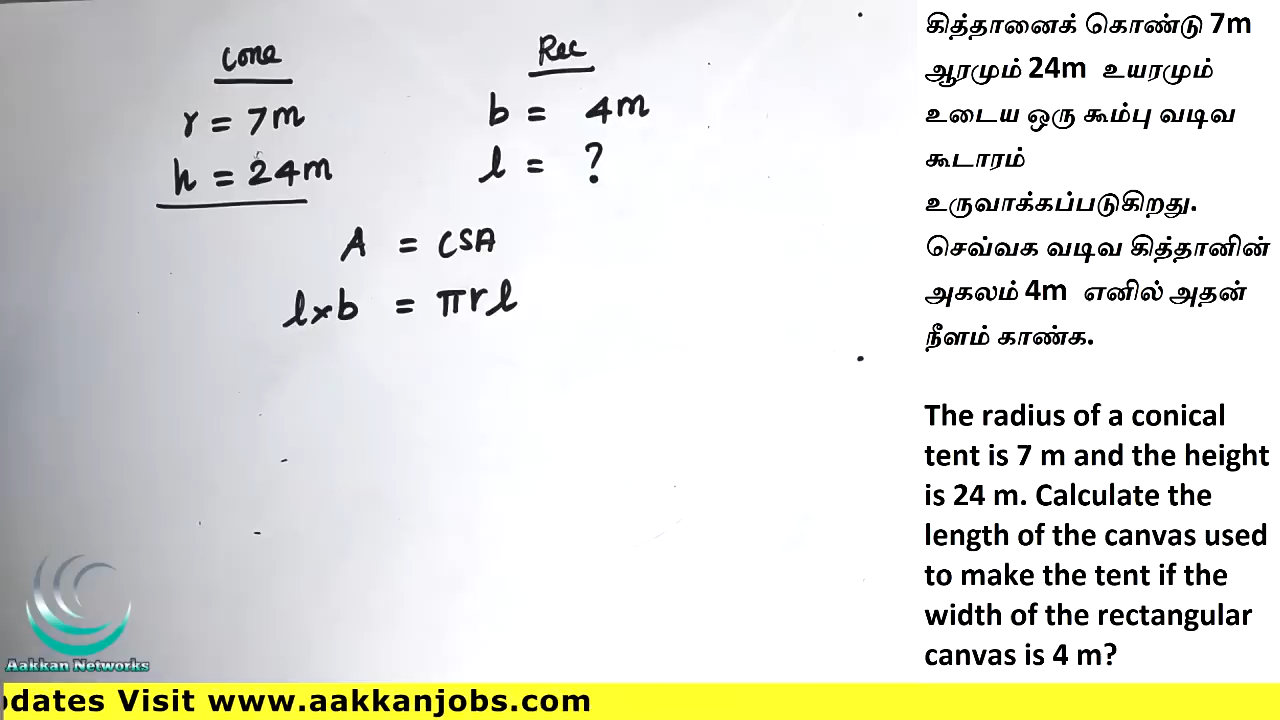 Cone
Rec
r = 7m
b = 4m
h = 24m
l = ?
A = CSA
l×b = πrl
கித்தானைக் கொண்டு 7m
ஆரமும் 24m உயரமும்
உடைய ஒரு கூம்பு வடிவ
கூடாரம்
உருவாக்கப்படுகிறது.
செவ்வக வடிவ கித்தானின்
அகலம் 4m எனில் அதன்
நீளம் காண்க.
The radius of a conical
tent is 7 m and the height
is 24 m. Calculate the
length of the canvas used
to make the tent if the
width of the rectangular
canvas is 4 m?
Aakkan Networks
pdates Visit www.aakkanjobs.com